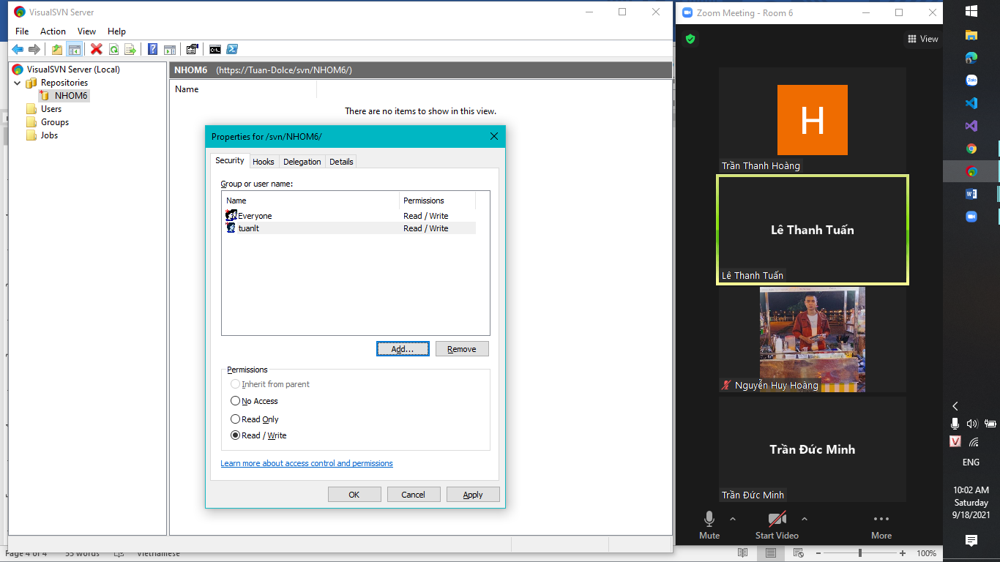 VisualSVN Server
File Action View Help
VisualSVN Server (Local)
Repositories
NHOM6
Users
Groups
Jobs
NHOM6 (https://Tuan-Dolce/svn/NHOM6/)
Name
There are no items to show in this view.
Properties for /svn/NHOM6/
Security Hooks Delegation Details
Group or user name:
Name Permissions
Everyone Read / Write
tuanlt Read / Write
Add... Remove
Permissions
Inherit from parent
No Access
Read Only
Read / Write
Learn more about access control and permissions
OK Cancel Apply
Page 4 of 4 55 words Vietnamese
100%
Zoom Meeting - Room 6
View
H
Trần Thanh Hoàng
Lê Thanh Tuấn
Lê Thanh Tuấn
Nguyễn Huy Hoàng
Trần Đức Minh
Trần Đức Minh
Mute Start Video More
Zalo
V
ENG
10:02 AM
Saturday
9/18/2021